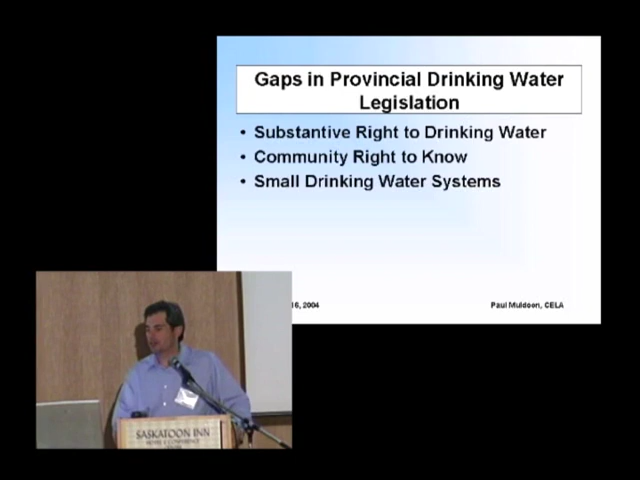 Gaps in Provincial Drinking Water
Legislation
• Substantive Right to Drinking Water
• Community Right to Know
• Small Drinking Water Systems
16, 2004
Paul Muldoon, CELA
SASKATOON INN